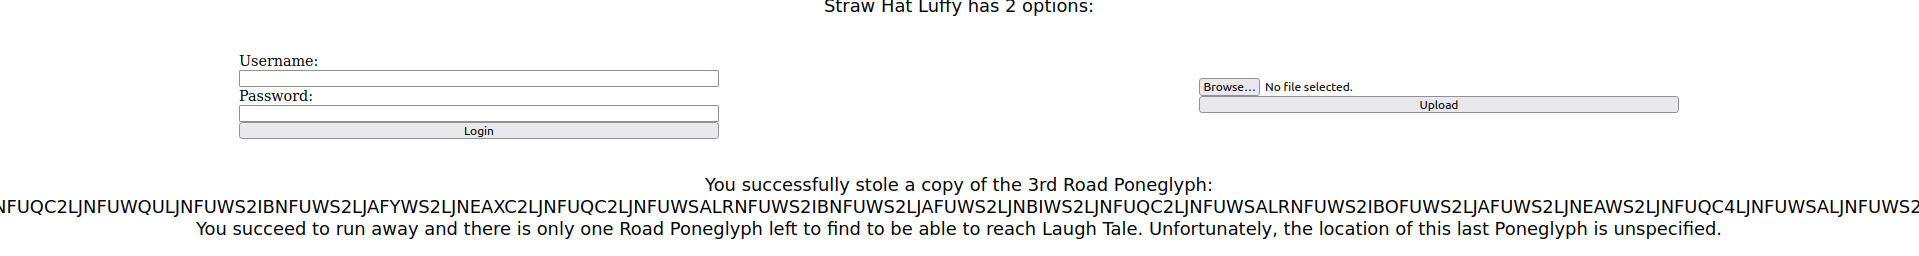 Straw Hat Luffy has 2 options:
Username:
Password:
Login
Browse... No file selected.
Upload
You successfully stole a copy of the 3rd Road Poneglyph:
NFUQC2LJNFUWQULJNFUWS2IBNFUWS2LJAFYWS2LJNEAXC2LJNFUQC2LJNFUWSALRNFUWS2IBNFUWS2LJAFUWS2LJNBIWS2LJNFUQC2LJNFUWSALRNFUWS2IBOFUWS2LJAFUWS2LJNEAWS2LJNFUQC4LJNFUWSALJNFUWS2
You succeed to run away and there is only one Road Poneglyph left to find to be able to reach Laugh Tale. Unfortunately, the location of this last Poneglyph is unspecified.